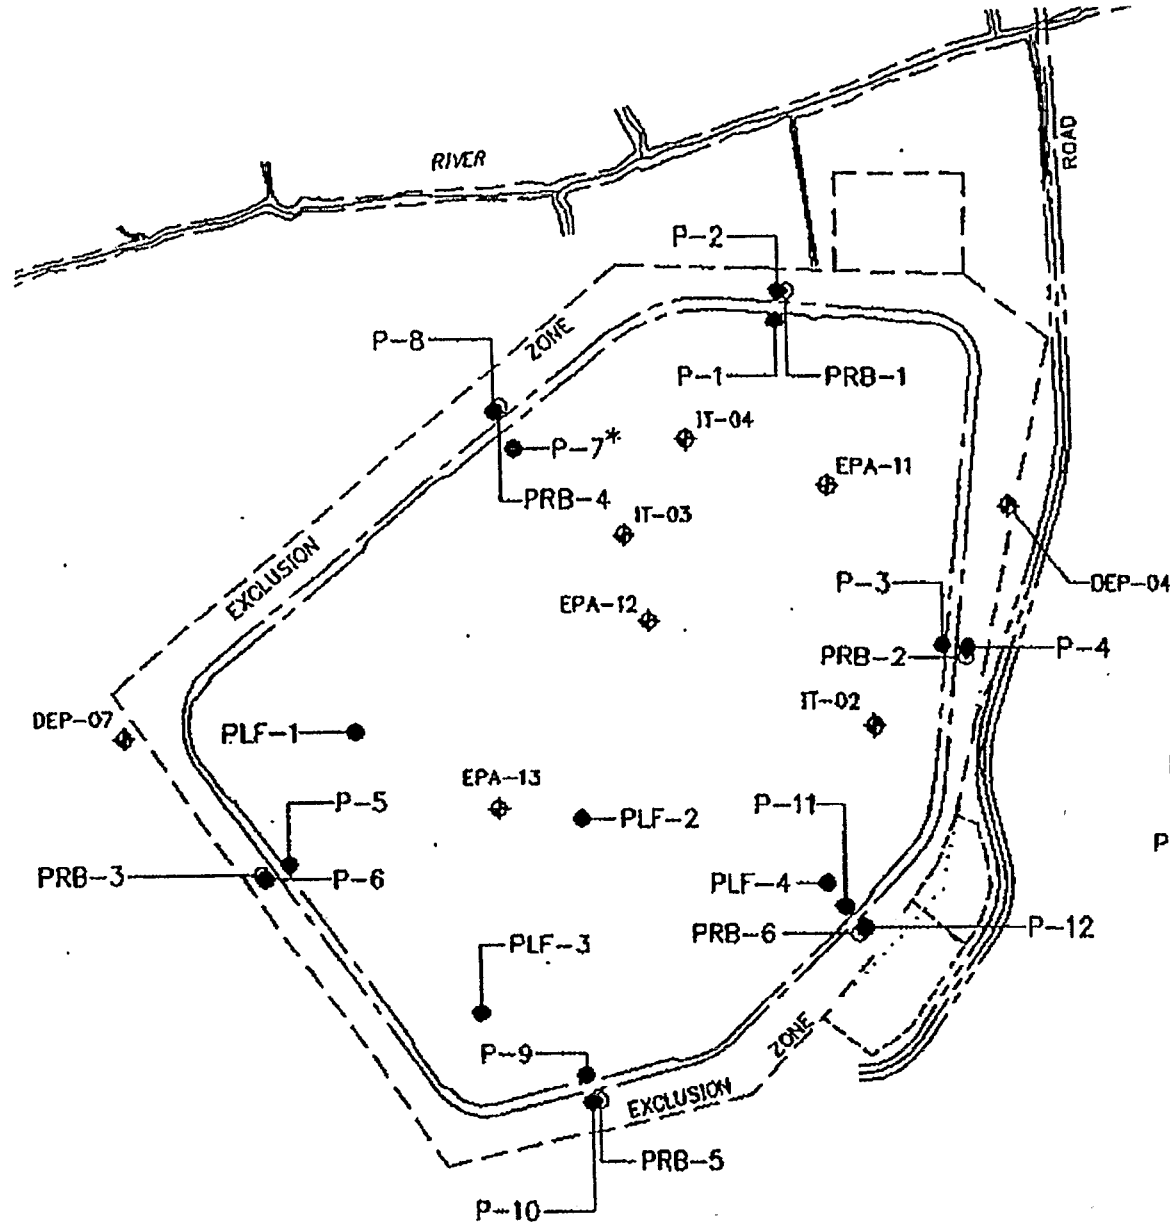 RIVER
ROAD
P-2
ZONE
P-8
P-1
PRB-1
IT-04
P-7*
EPA-11
PRB-4
IT-03
EXCLUSION
P-3
DEP-04
EPA-12
PRB-2
P-4
IT-02
DEP-07
PLF-1
EPA-13
P-5
P-11
PLF-2
P
PRB-3
P-6
PLF-4
PRB-6
P-12
PLF-3
ZONE
P-9
EXCLUSION
PRB-5
P-10